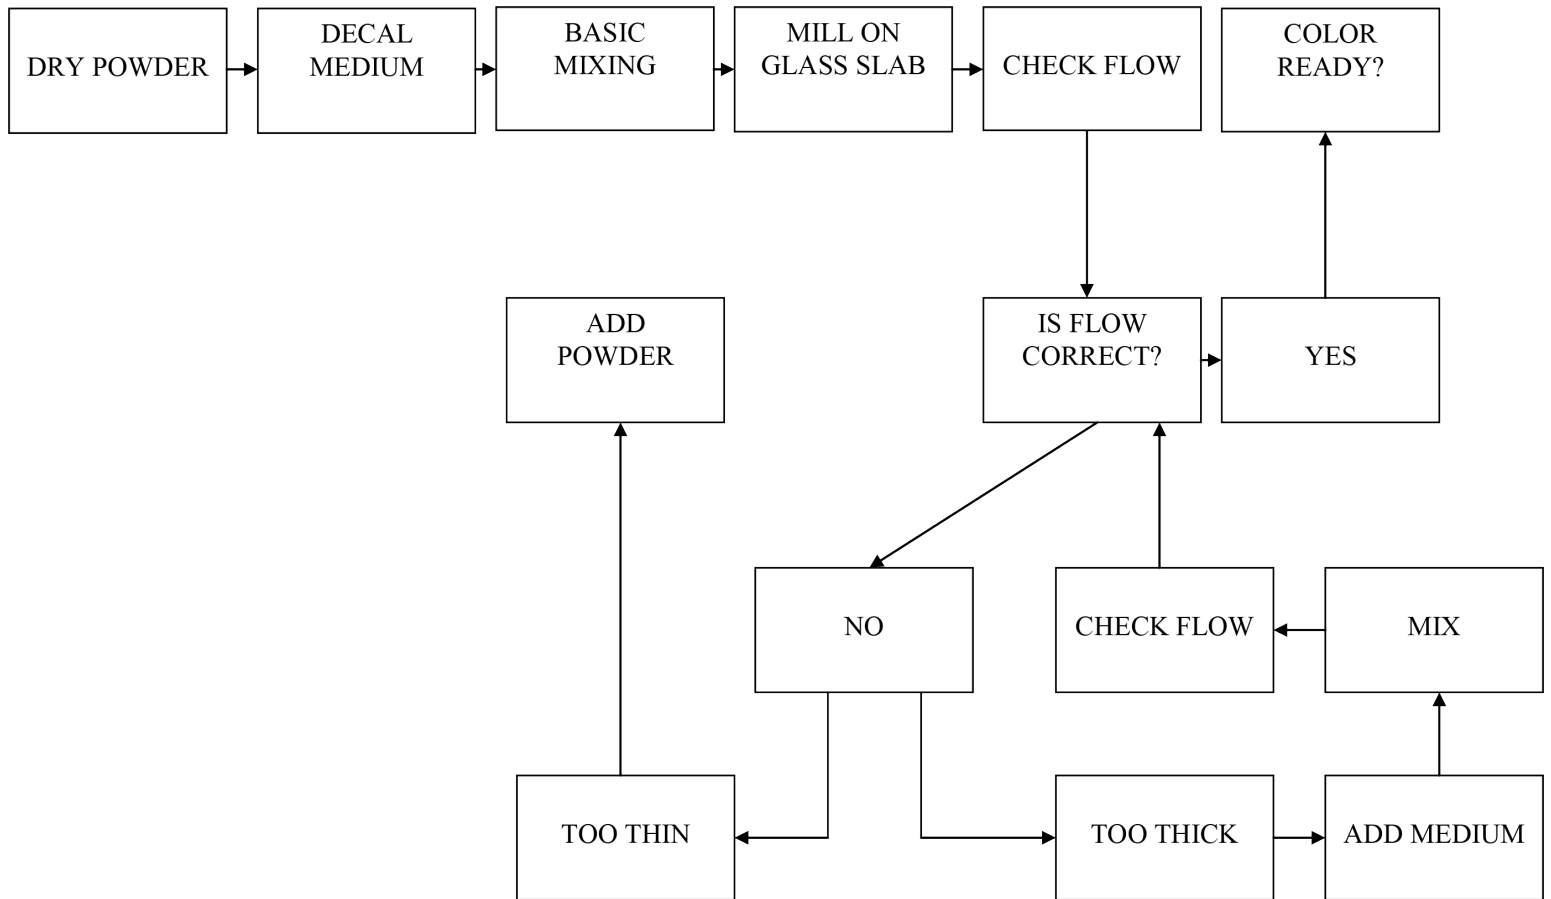 DRY POWDER
DECAL
MEDIUM
BASIC
MIXING
MILL ON
GLASS SLAB
CHECK FLOW
COLOR
READY?
ADD
POWDER
IS FLOW
CORRECT?
YES
NO
CHECK FLOW
MIX
TOO THIN
TOO THICK
ADD MEDIUM